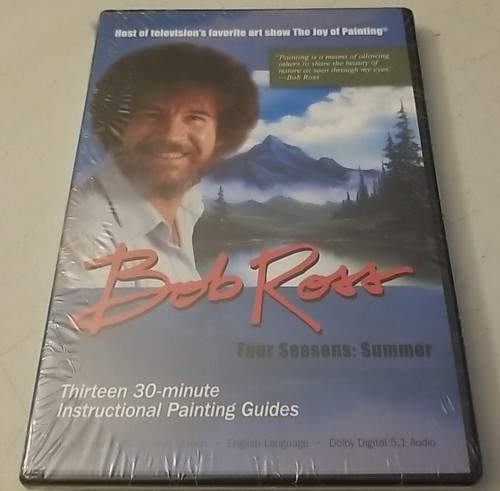 Host of television's favorite art show The Joy of Painting®
"Painting is a means of allowing
others to share the beauty of
nature as seen through my eyes."
—Bob Ross
Bob Ross
Four Seasons: Summer
Thirteen 30-minute
Instructional Painting Guides
Screen · English Language · Dolby Digital 5.1 Audio